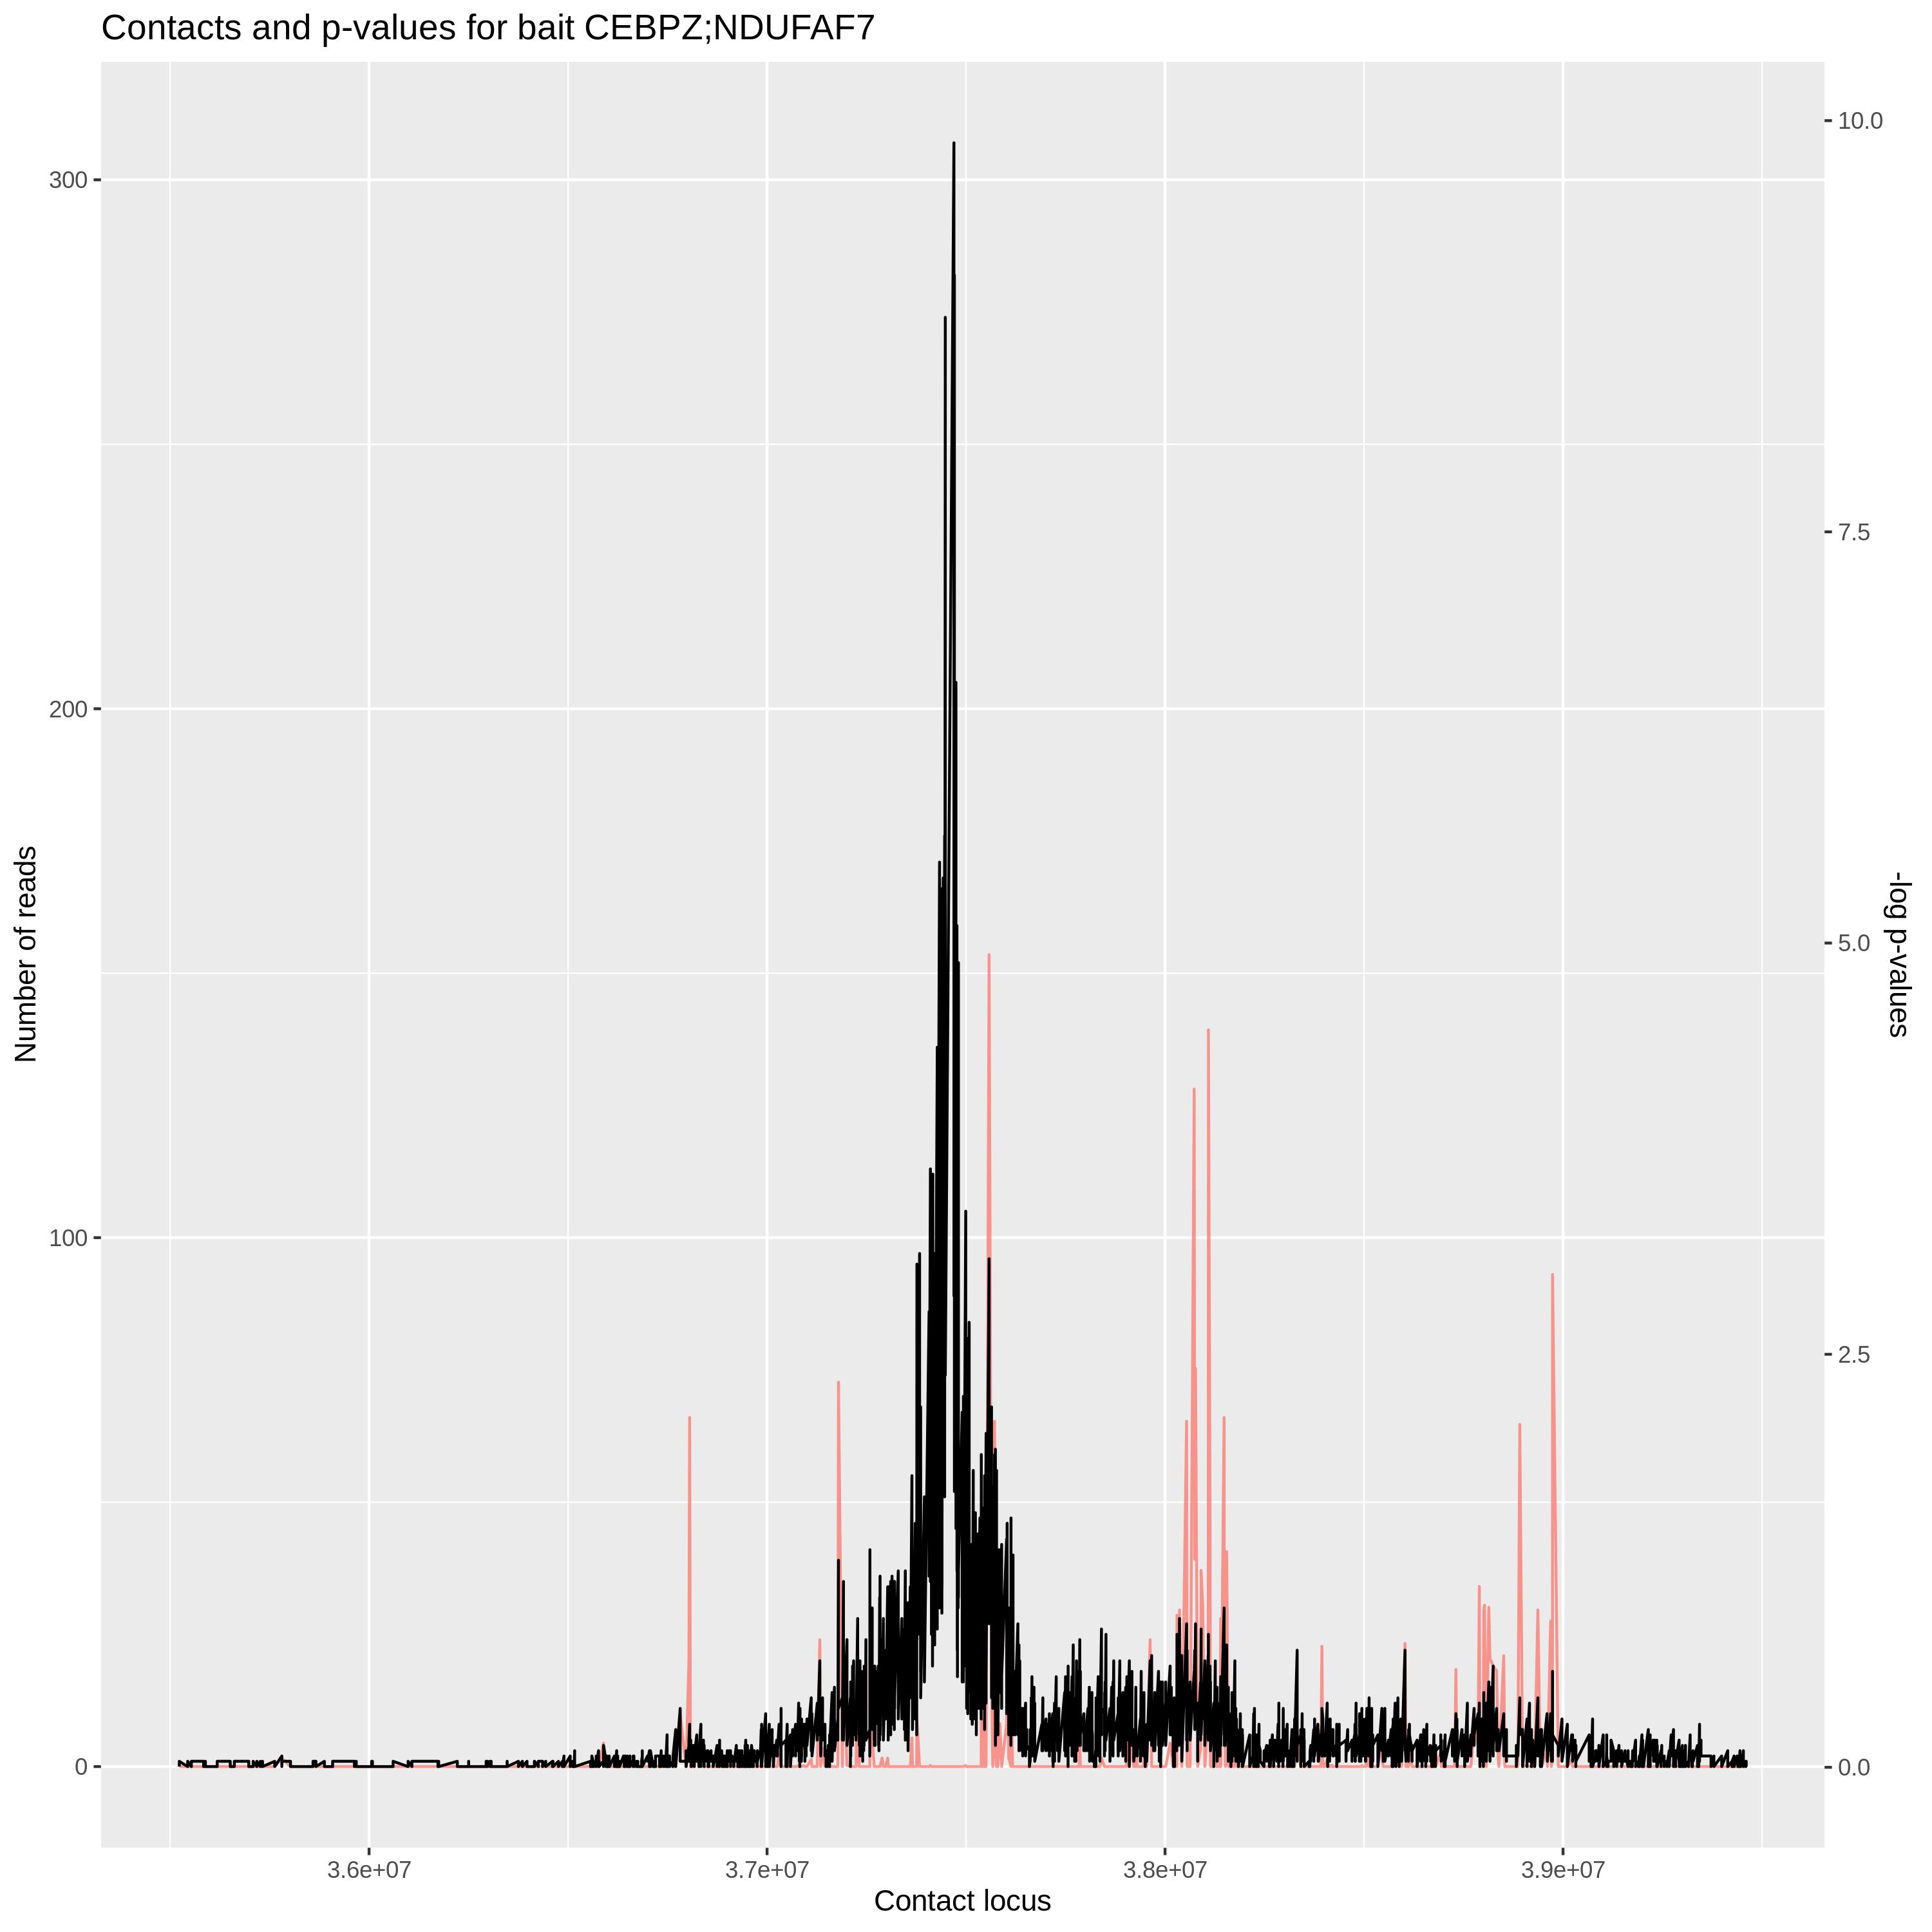 Contacts and p-values for bait CEBPZ;NDUFAF7
Number of reads
300
200
100
0
10.0
7.5
5.0
2.5
0.0
-log p-values
3.6e+07
3.7e+07
3.8e+07
3.9e+07
Contact locus